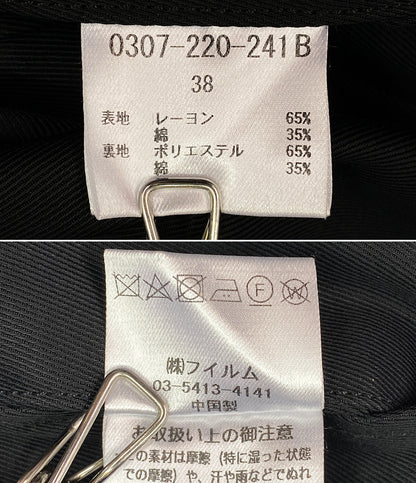 0307-220-241B
38
表地 レーヨン 65%
綿 35%
裏地 ポリエステル 65%
綿 35%
F W
㈱フイルム
03-5413-4141
中国製
お取扱い上の御注意
この素材は摩擦（特に湿った状態
での摩擦）や、汗や雨などでぬれ